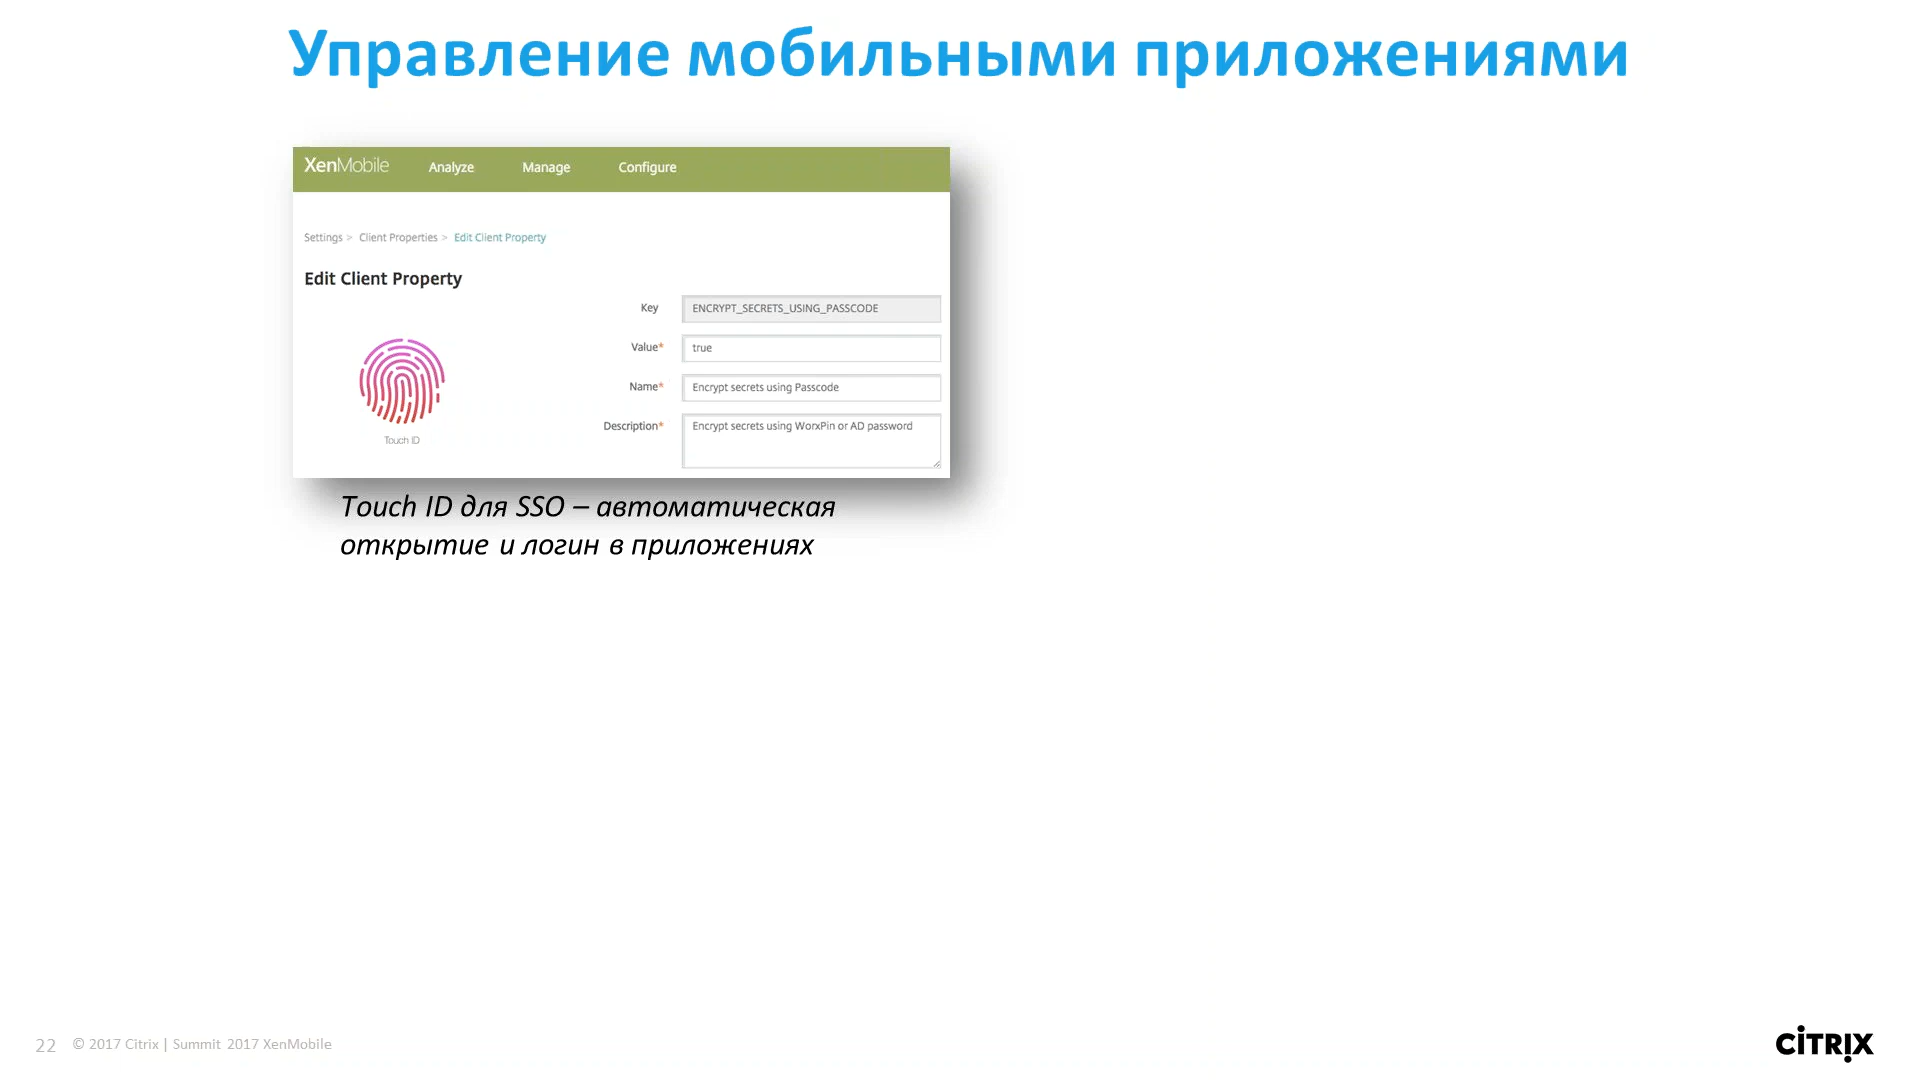 Управление мобильными приложениями
XenMobile Analyze Manage Configure
Settings > Client Properties > Edit Client Property
Edit Client Property
Key ENCRYPT_SECRETS_USING_PASSCODE
Value* true
Name* Encrypt secrets using Passcode
Description* Encrypt secrets using WorxPin or AD password
Touch ID
Touch ID для SSO – автоматическая
открытие и логин в приложениях
22 © 2017 Citrix | Summit 2017 XenMobile
CITRIX